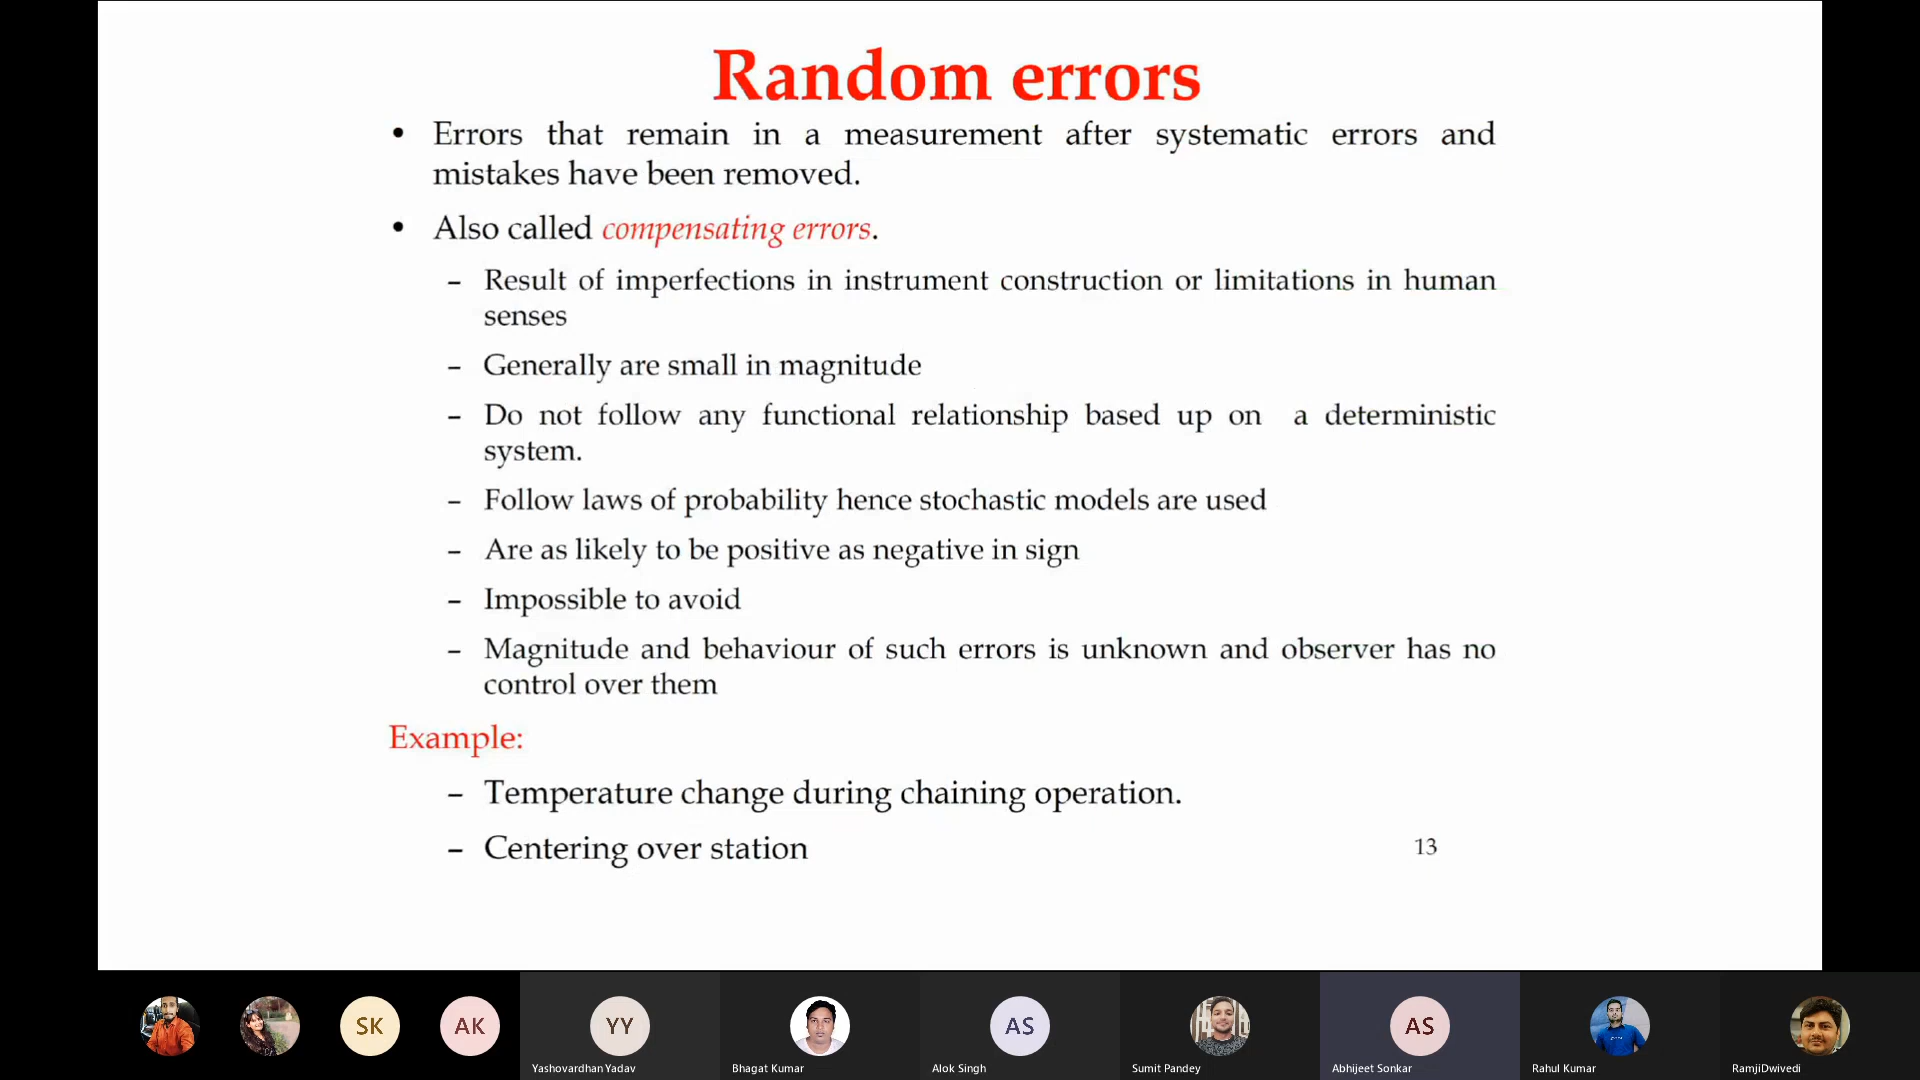 Random errors
• Errors that remain in a measurement after systematic errors and
mistakes have been removed.
• Also called compensating errors.
– Result of imperfections in instrument construction or limitations in human
senses
– Generally are small in magnitude
– Do not follow any functional relationship based up on a deterministic
system.
– Follow laws of probability hence stochastic models are used
– Are as likely to be positive as negative in sign
– Impossible to avoid
– Magnitude and behaviour of such errors is unknown and observer has no
control over them
Example:
– Temperature change during chaining operation.
– Centering over station
13
SK
AK
YY
AS
AS
Yashovardhan Yadav
Bhagat Kumar
Alok Singh
Sumit Pandey
Abhijeet Sonkar
Rahul Kumar
RamjiDwivedi